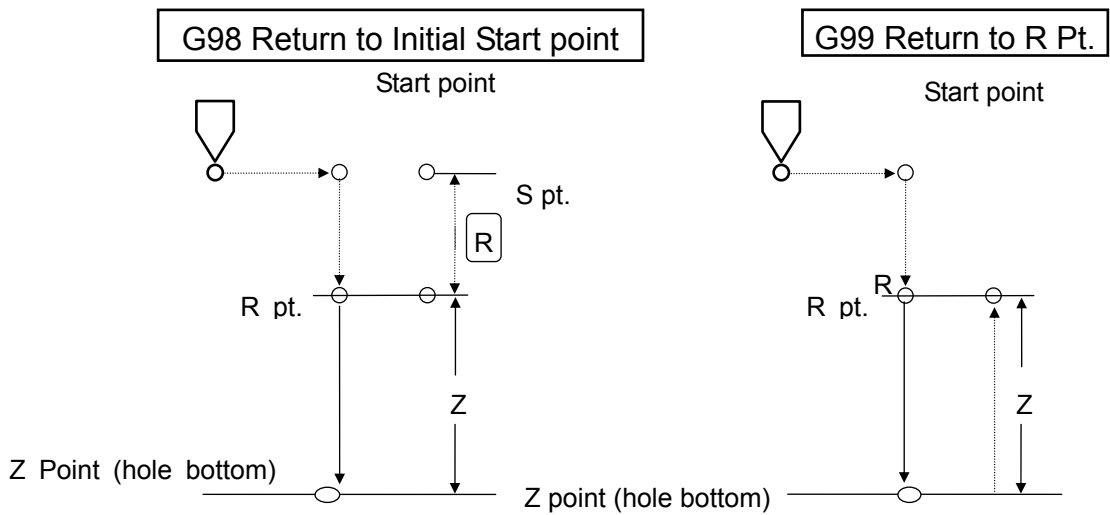 G98 Return to Initial Start point
Start point
S pt.
R
R pt.
Z
Z Point (hole bottom)
G99 Return to R Pt.
Start point
R
R pt.
Z
Z point (hole bottom)